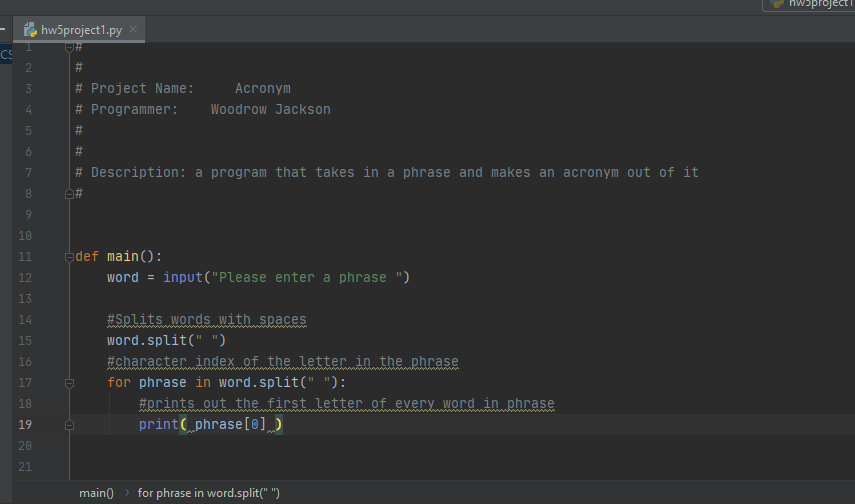 hw5project1
hw5project1.py
CS
1 #
2 #
3 # Project Name:     Acronym
4 # Programmer:    Woodrow Jackson
5 #
6 #
7 # Description: a program that takes in a phrase and makes an acronym out of it
8 #
9
10
11 def main():
12     word = input("Please enter a phrase ")
13
14     #Splits words with spaces
15     word.split(" ")
16     #character index of the letter in the phrase
17     for phrase in word.split(" "):
18         #prints out the first letter of every word in phrase
19         print( phrase[0] )
20
21
main() > for phrase in word.split(" ")